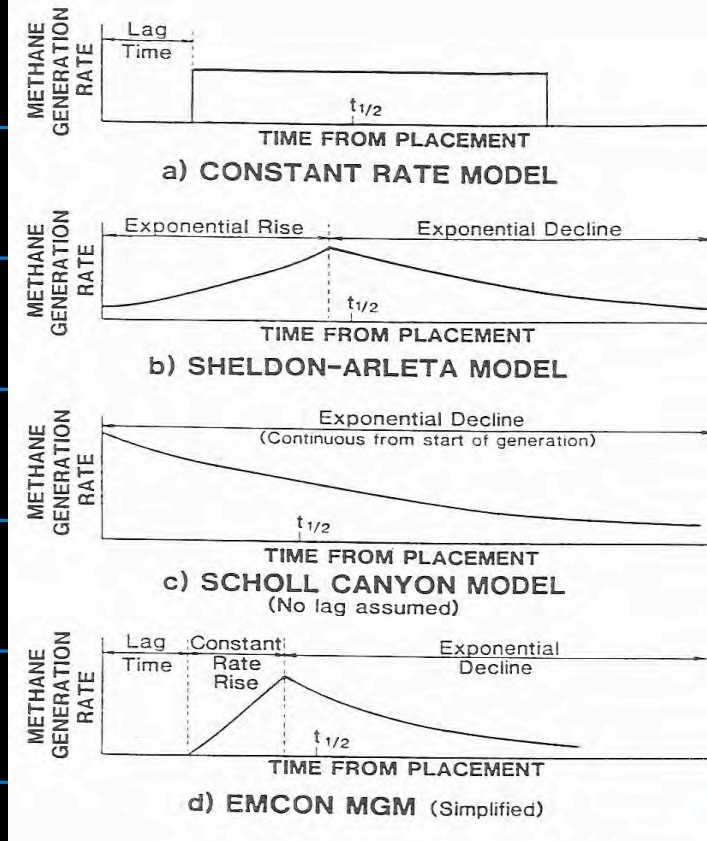 METHANE
GENERATION
RATE
Lag
Time
t1/2
TIME FROM PLACEMENT
a) CONSTANT RATE MODEL
METHANE
GENERATION
RATE
Exponential Rise
Exponential Decline
t1/2
TIME FROM PLACEMENT
b) SHELDON-ARLETA MODEL
METHANE
GENERATION
RATE
Exponential Decline
(Continuous from start of generation)
t1/2
TIME FROM PLACEMENT
c) SCHOLL CANYON MODEL
(No lag assumed)
METHANE
GENERATION
RATE
Lag
Time
Constant
Rate
Rise
Exponential
Decline
t1/2
TIME FROM PLACEMENT
d) EMCON MGM (Simplified)